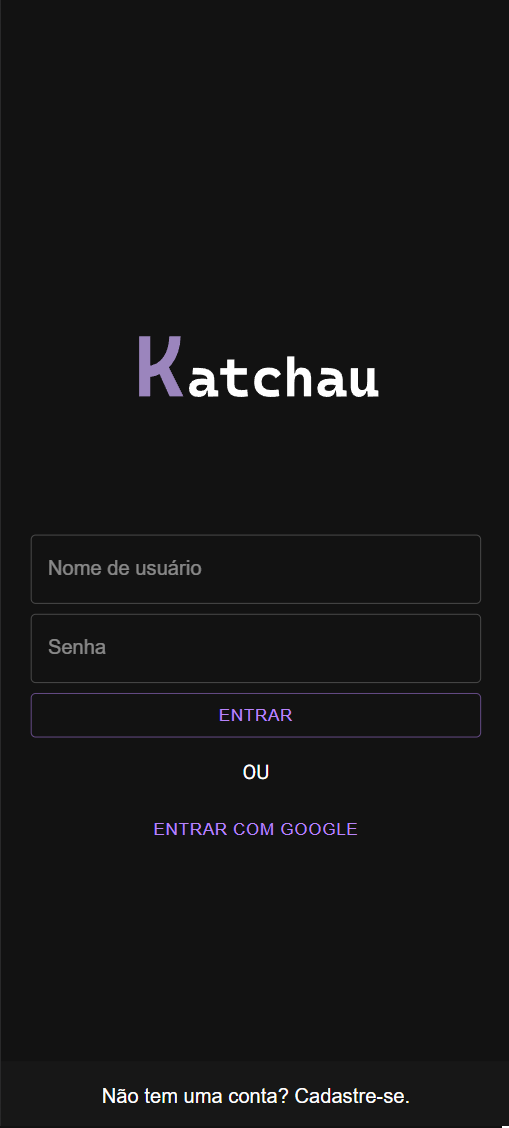 Katchau
Nome de usuário
Senha
ENTRAR
OU
ENTRAR COM GOOGLE
Não tem uma conta? Cadastre-se.